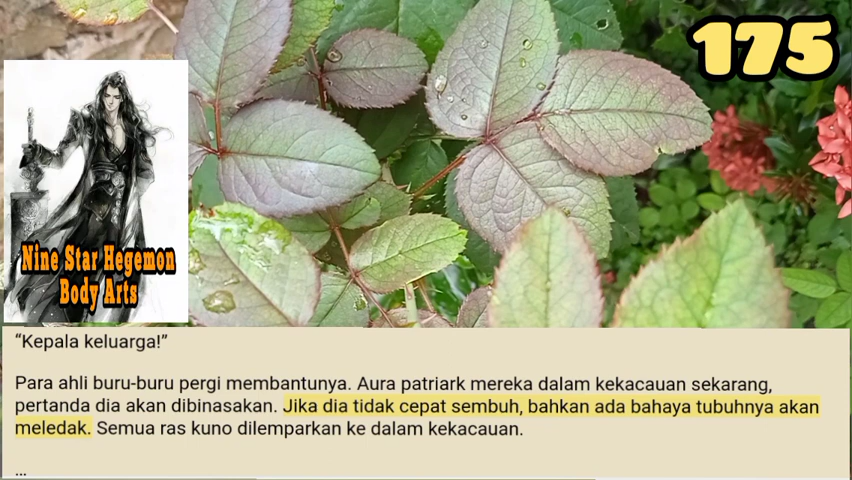 175
Nine Star Hegemon
Body Arts
“Kepala keluarga!”
Para ahli buru-buru pergi membantunya. Aura patriark mereka dalam kekacauan sekarang,
pertanda dia akan dibinasakan. Jika dia tidak cepat sembuh, bahkan ada bahaya tubuhnya akan
meledak. Semua ras kuno dilemparkan ke dalam kekacauan.
...